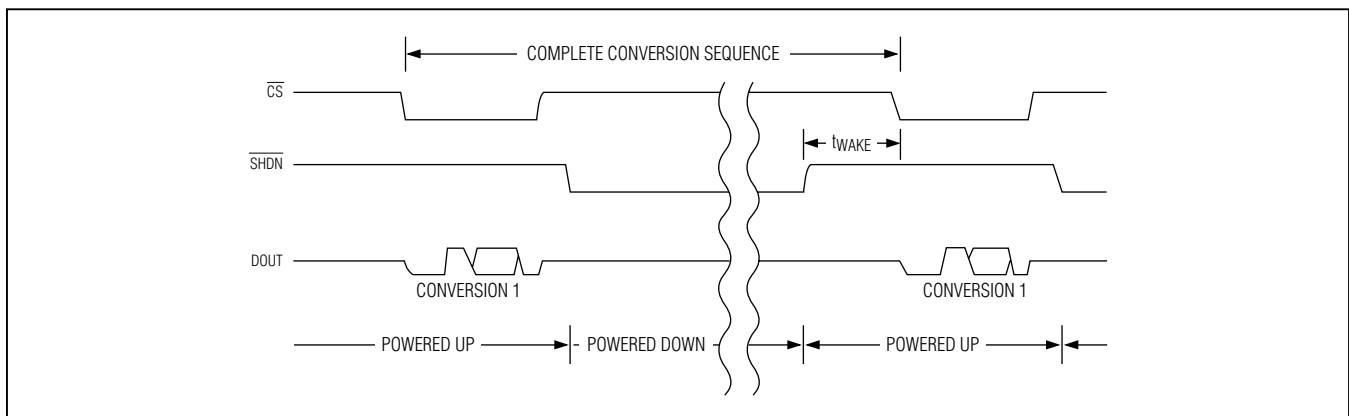 COMPLETE CONVERSION SEQUENCE
CS
tWAKE
SHDN
DOUT
CONVERSION 1
CONVERSION 1
POWERED UP
POWERED DOWN
POWERED UP